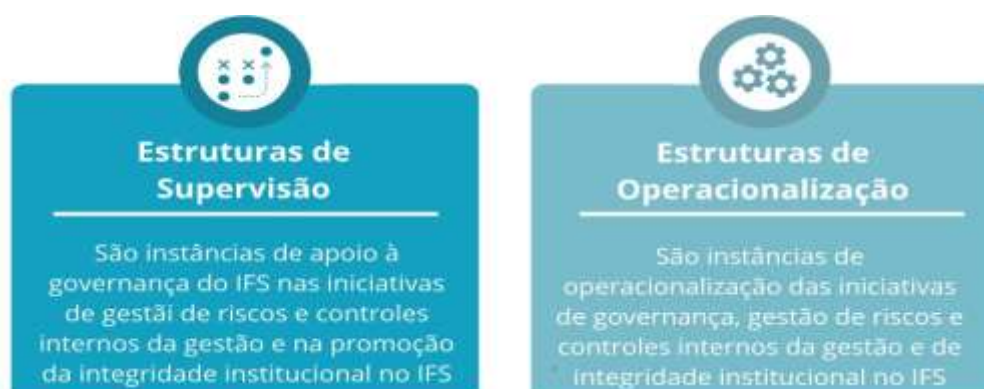 Estruturas de
Supervisão
São instâncias de apoio à
governança do IFS nas iniciativas
de gestãi de riscos e controles
internos da gestão e na promoção
da integridade institucional no IFS
Estruturas de
Operacionalização
São instâncias de
operacionalização das iniciativas
de governança, gestão de riscos e
controles internos da gestão e de
integridade institucional no IFS